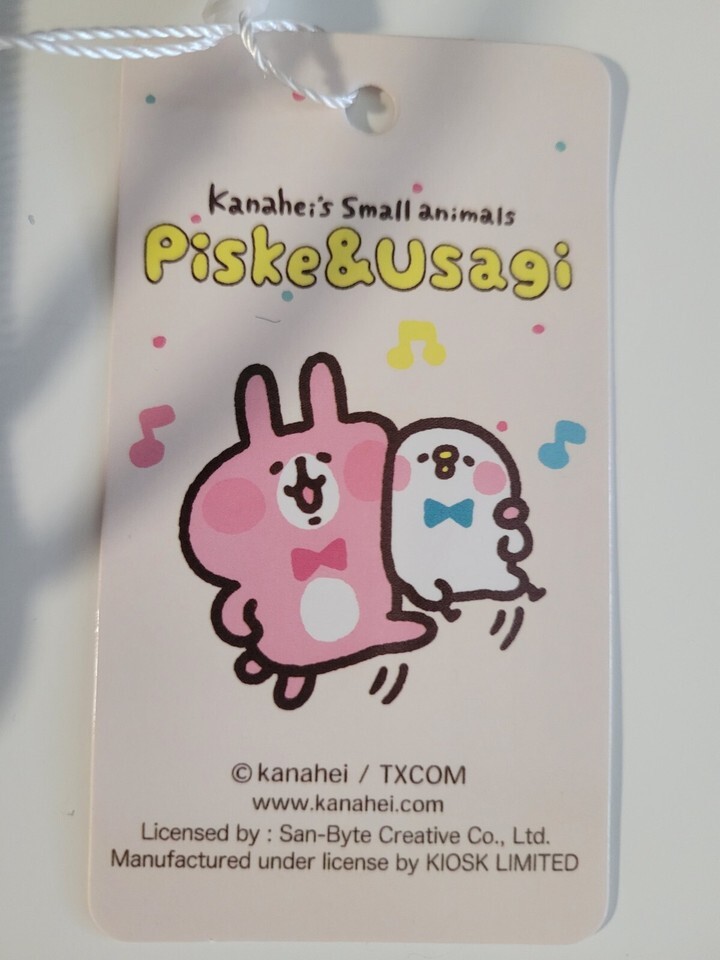 Kanahei's Small animals
Piske&Usagi
©kanahei / TXCOM
www.kanahei.com
Licensed by : San-Byte Creative Co., Ltd.
Manufactured under license by KIOSK LIMITED